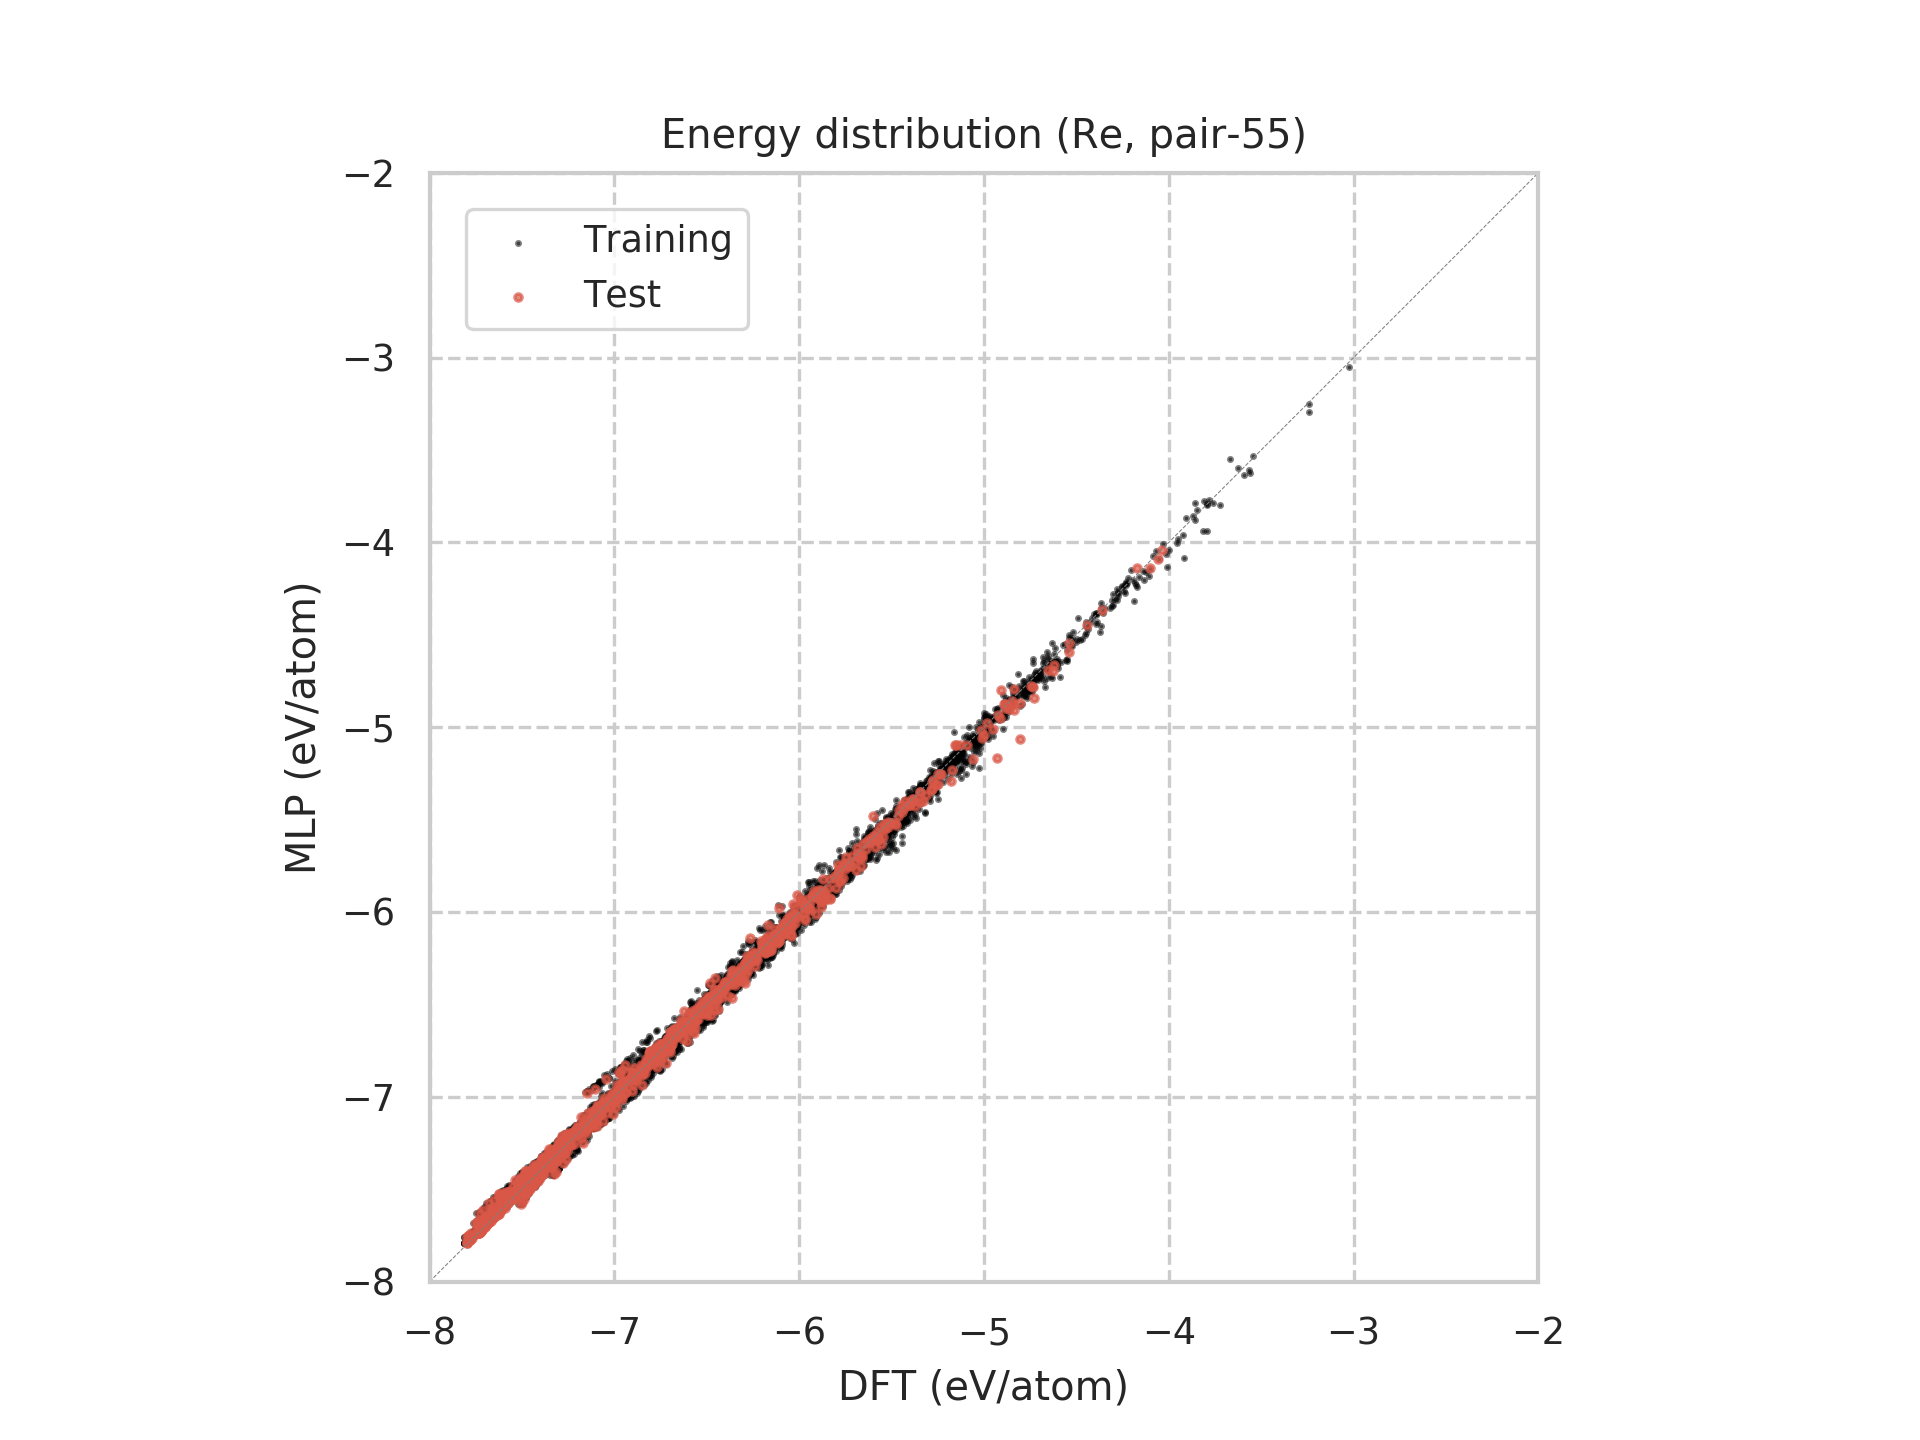 Energy distribution (Re, pair-55)
−2
−3
−4
−5
−6
−7
−8
MLP (eV/atom)
Training
Test
−8 −7 −6 −5 −4 −3 −2
DFT (eV/atom)